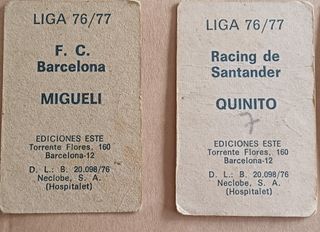 LIGA 76/77
F. C.
Barcelona
MIGUELI
EDICIONES ESTE
Torrente Flores, 160
Barcelona-12
D. L.: B. 20.098/76
Neclobe, S. A.
(Hospitalet)
LIGA 76/77
Racing de
Santander
QUINITO
7
EDICIONES ESTE
Torrente Flores, 160
Barcelona-12
D. L.: B. 20.098/76
Neclobe, S. A.
(Hospitalet)